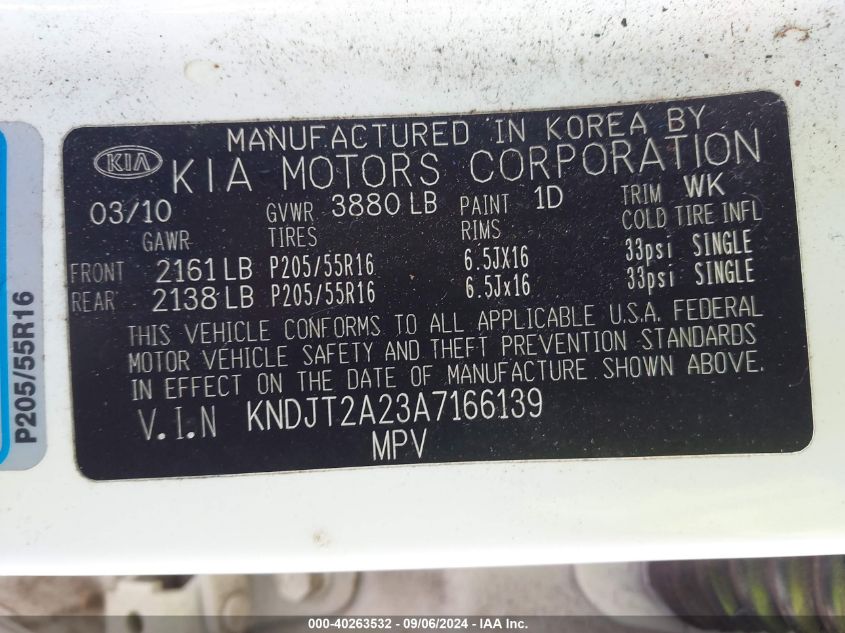 MANUFACTURED IN KOREA BY
KIA KIA MOTORS CORPORATION
03/10 GVWR 3880 LB PAINT 1D TRIM WK
GAWR TIRES RIMS COLD TIRE INFL
FRONT 2161 LB P205/55R16 6.5JX16 33psi SINGLE
REAR 2138 LB P205/55R16 6.5Jx16 33psi SINGLE
THIS VEHICLE CONFORMS TO ALL APPLICABLE U.S.A. FEDERAL
MOTOR VEHICLE SAFETY AND THEFT PREVENTION STANDARDS
IN EFFECT ON THE DATE OF MANUFACTURE SHOWN ABOVE.
V.I.N KNDJT2A23A7166139
MPV
P205/55R16
000-40263532 - 09/06/2024 - IAA Inc.